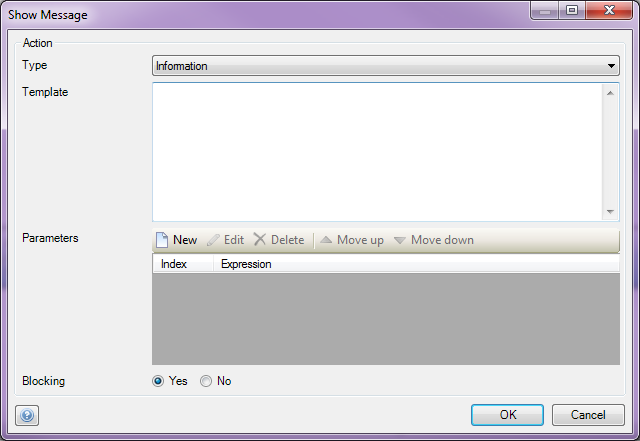 Show Message
Action
Type Information
Template
Parameters New Edit Delete Move up Move down
Index Expression
Blocking Yes No
? OK Cancel